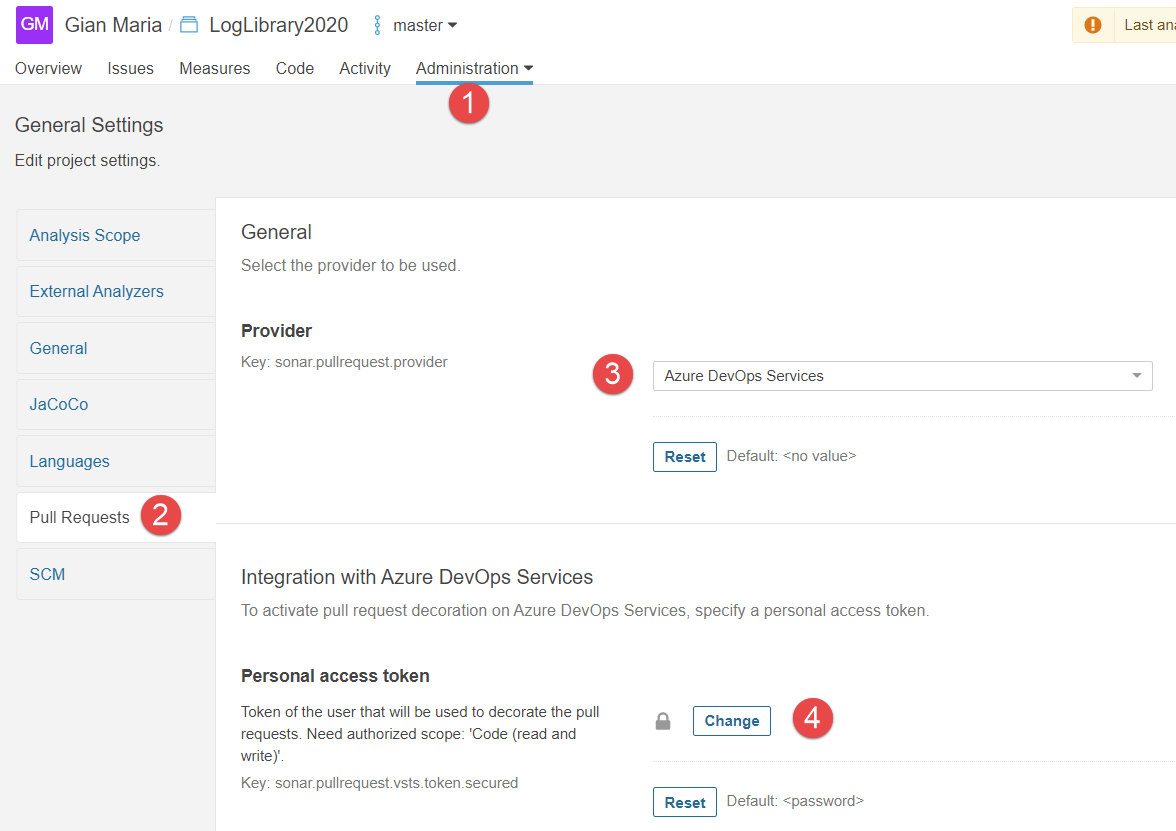 GM Gian Maria / LogLibrary2020 master
Last ana
Overview Issues Measures Code Activity Administration
1
General Settings
Edit project settings.
Analysis Scope
External Analyzers
General
JaCoCo
Languages
Pull Requests 2
SCM
General
Select the provider to be used.
Provider
Key: sonar.pullrequest.provider
3 Azure DevOps Services
Reset Default: <no value>
Integration with Azure DevOps Services
To activate pull request decoration on Azure DevOps Services, specify a personal access token.
Personal access token
Token of the user that will be used to decorate the pull
requests. Need authorized scope: 'Code (read and
write)'.
Key: sonar.pullrequest.vsts.token.secured
Change 4
Reset Default: <password>